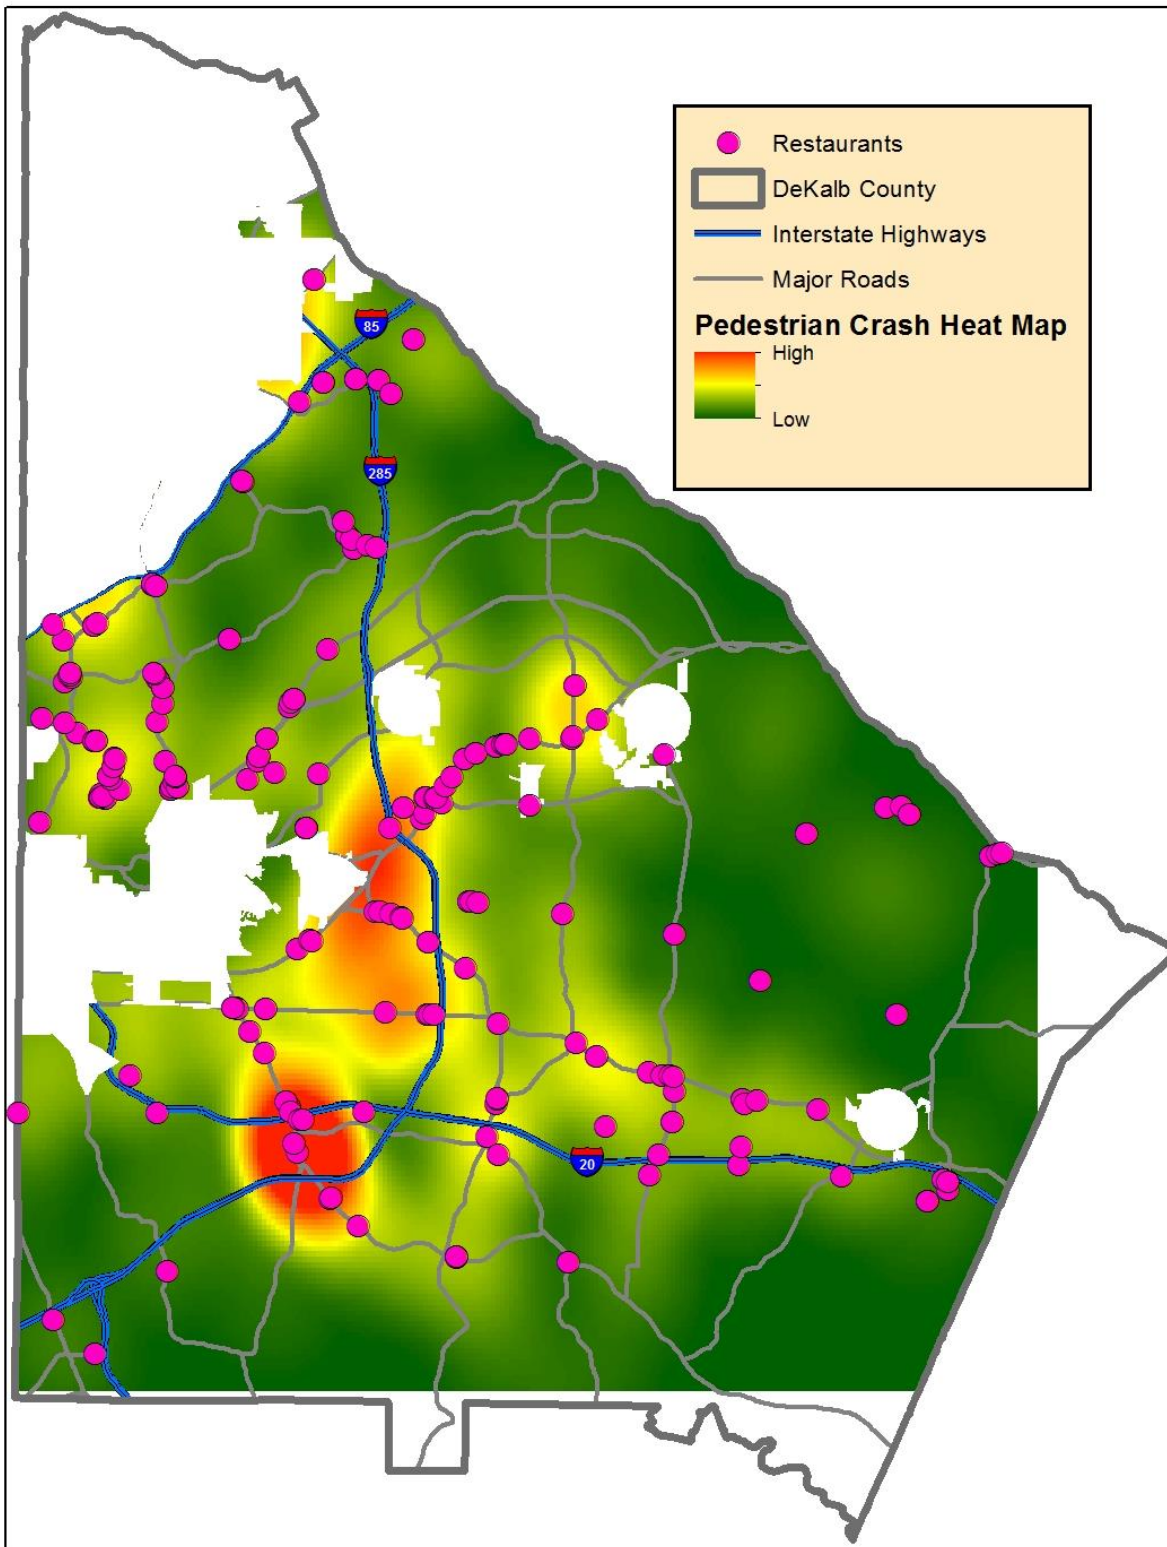 Restaurants
DeKalb County
Interstate Highways
Major Roads
Pedestrian Crash Heat Map
High
Low
85
285
20